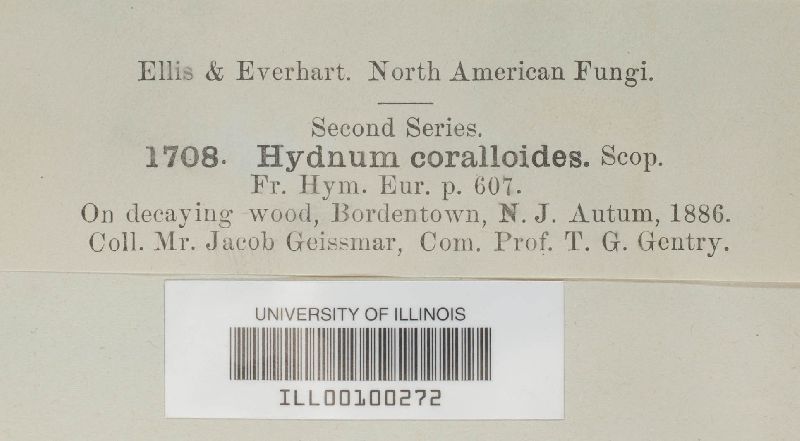 Ellis & Everhart. North American Fungi.
Second Series.
1708. Hydnum coralloides. Scop.
Fr. Hym. Eur. p. 607.
On decaying wood, Bordentown, N. J. Autum, 1886.
Coll. Mr. Jacob Geissmar, Com. Prof. T. G. Gentry.
UNIVERSITY OF ILLINOIS
ILL00100272